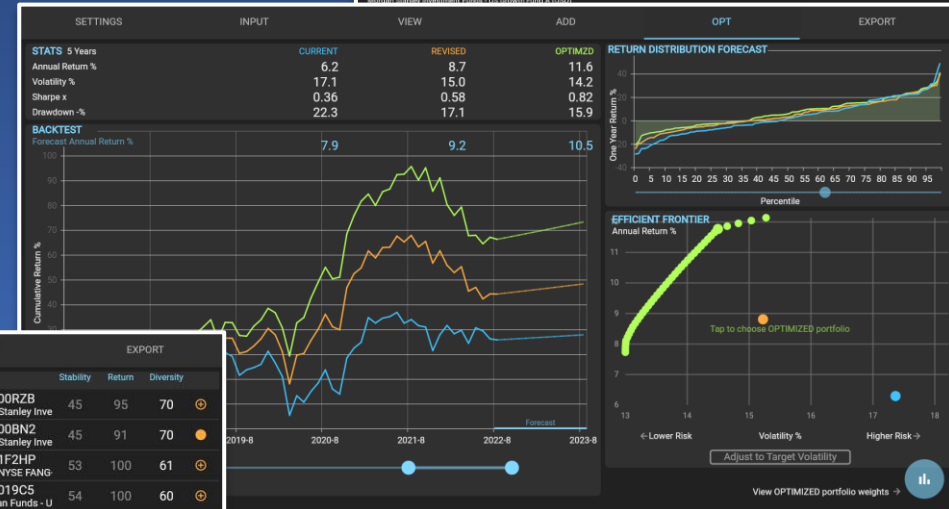 Morgan Stanley Investment Funds - US Growth Fund A (USD)
SETTINGS INPUT VIEW ADD OPT EXPORT
STATS 5 Years CURRENT REVISED OPTIMZD
Annual Return % 6.2 8.7 11.6
Volatility % 17.1 15.0 14.2
Sharpe x 0.36 0.58 0.82
Drawdown -% 22.3 17.1 15.9
BACKTEST
Forecast Annual Return % 7.9 9.2 10.5
100
90
80
70
60
50
40
Cumulative Return %
Forecast
2019-8 2020-8 2021-8 2022-8 2023-8
RETURN DISTRIBUTION FORECAST
One Year Return %
40
20
0
-20
-40
0 5 10 15 20 25 30 35 40 45 50 55 60 65 70 75 80 85 90 95
Percentile
EFFICIENT FRONTIER
Annual Return %
11
10
9
8
7
6
Tap to choose OPTIMIZED portfolio
13 14 15 16 17 18
← Lower Risk Volatility % Higher Risk →
Adjust to Target Volatility
View OPTIMIZED portfolio weights →
EXPORT
Stability Return Diversity
00RZB
Stanley Inve 45 95 70
00BN2
Stanley Inve 45 91 70
1F2HP
NYSE FANG- 53 100 61
019C5
an Funds - U 54 100 60